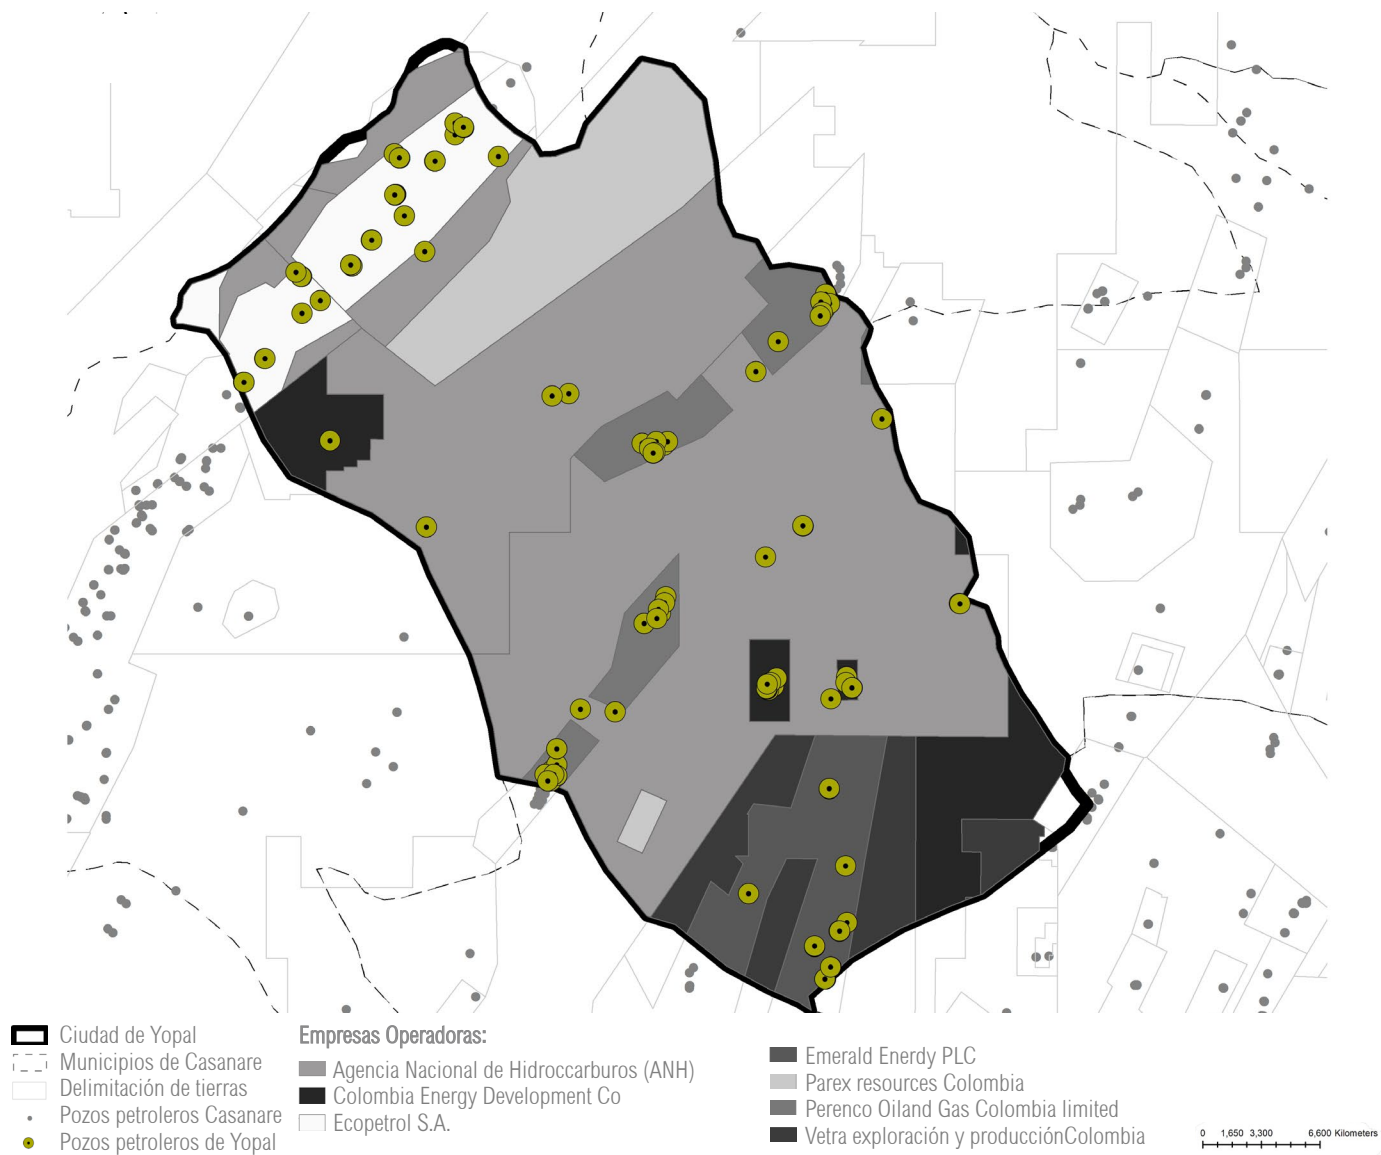 Ciudad de Yopal
Municipios de Casanare
Delimitación de tierras
Pozos petroleros Casanare
Pozos petroleros de Yopal
Empresas Operadoras:
Agencia Nacional de Hidroccarburos (ANH)
Colombia Energy Development Co
Ecopetrol S.A.
Emerald Enerdy PLC
Parex resources Colombia
Perenco Oiland Gas Colombia limited
Vetra exploración y producciónColombia
0 1,650 3,300 6,600 Kilometers